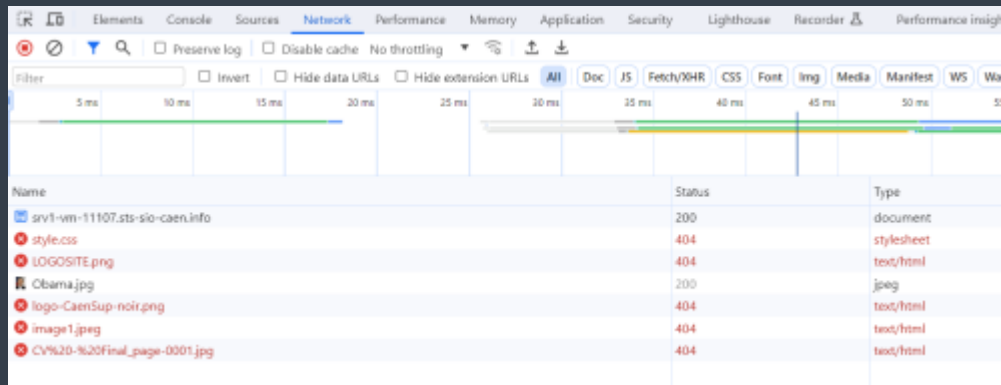 Elements Console Sources Network Performance Memory Application Security Lighthouse Recorder Performance insigh
Preserve log Disable cache No throttling
Filter Invert Hide data URLs Hide extension URLs All Doc JS Fetch/XHR CSS Font Img Media Manifest WS Wa
5 ms 10 ms 15 ms 20 ms 25 ms 30 ms 35 ms 40 ms 45 ms 50 ms 5
Name Status Type
srv1-vm-11107.sts-sio-caen.info 200 document
style.css 404 stylesheet
LOGOSITE.png 404 text/html
Obama.jpg 200 jpeg
logo-CaenSup-noir.png 404 text/html
image1.jpeg 404 text/html
CV%20-%20Final_page-0001.jpg 404 text/html